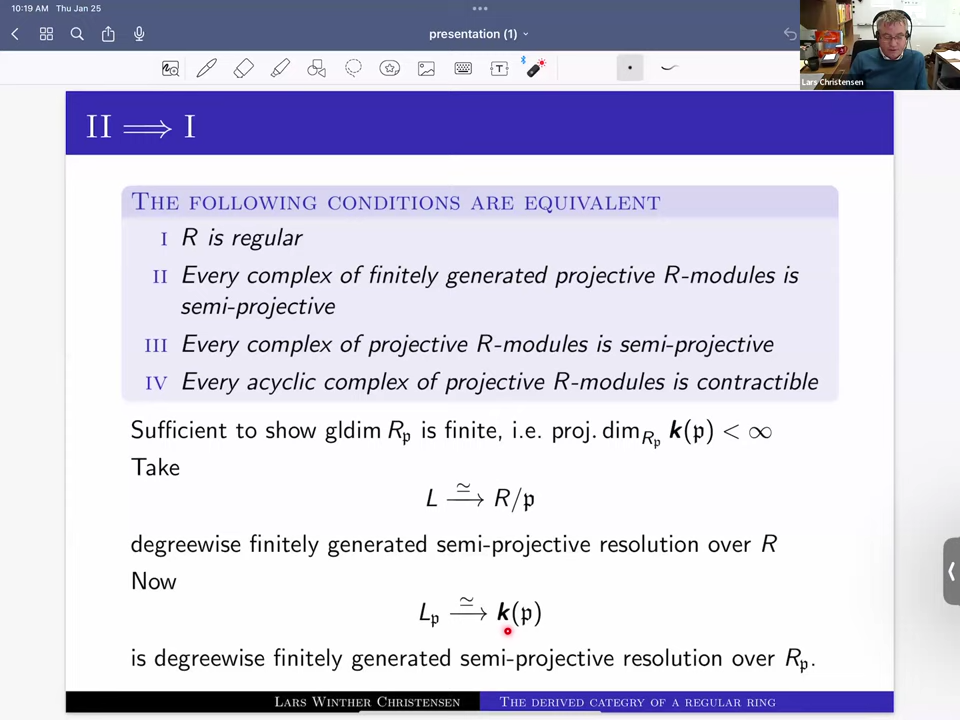 10:19 AM Thu Jan 25
presentation (1)
Lars Christensen
II ⟹ I
The following conditions are equivalent
I R is regular
II Every complex of finitely generated projective R-modules is
semi-projective
III Every complex of projective R-modules is semi-projective
IV Every acyclic complex of projective R-modules is contractible
Sufficient to show gldim R_𝔭 is finite, i.e. proj. dim_{R_𝔭} k(𝔭) < ∞
Take
L ≃⟶ R/𝔭
degreewise finitely generated semi-projective resolution over R
Now
L_𝔭 ≃⟶ k(𝔭)
is degreewise finitely generated semi-projective resolution over R_𝔭.
Lars Winther Christensen The derived categry of a regular ring